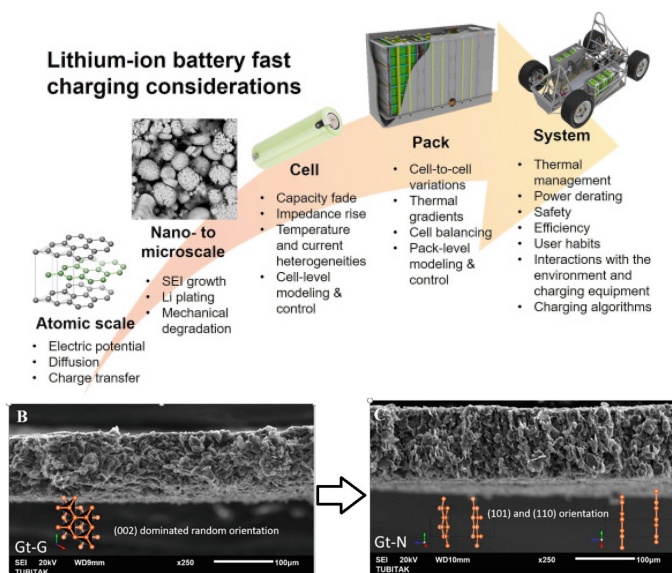 Lithium-ion battery fast
charging considerations
Atomic scale
• Electric potential
• Diffusion
• Charge transfer
Nano- to
microscale
• SEI growth
• Li plating
• Mechanical
degradation
Cell
• Capacity fade
• Impedance rise
• Temperature
and current
heterogeneities
• Cell-level
modeling &
control
Pack
• Cell-to-cell
variations
• Thermal
gradients
• Cell balancing
• Pack-level
modeling &
control
System
• Thermal
management
• Power derating
• Safety
• Efficiency
• User habits
• Interactions with the
environment and
charging equipment
• Charging algorithms
B
(002) dominated random orientation
Gt-G
SEI 20kV WD9mm x250 100µm
TUBITAK
C
(101) and (110) orientation
Gt-N
SEI 20kV WD10mm x250 100µm
TUBITAK